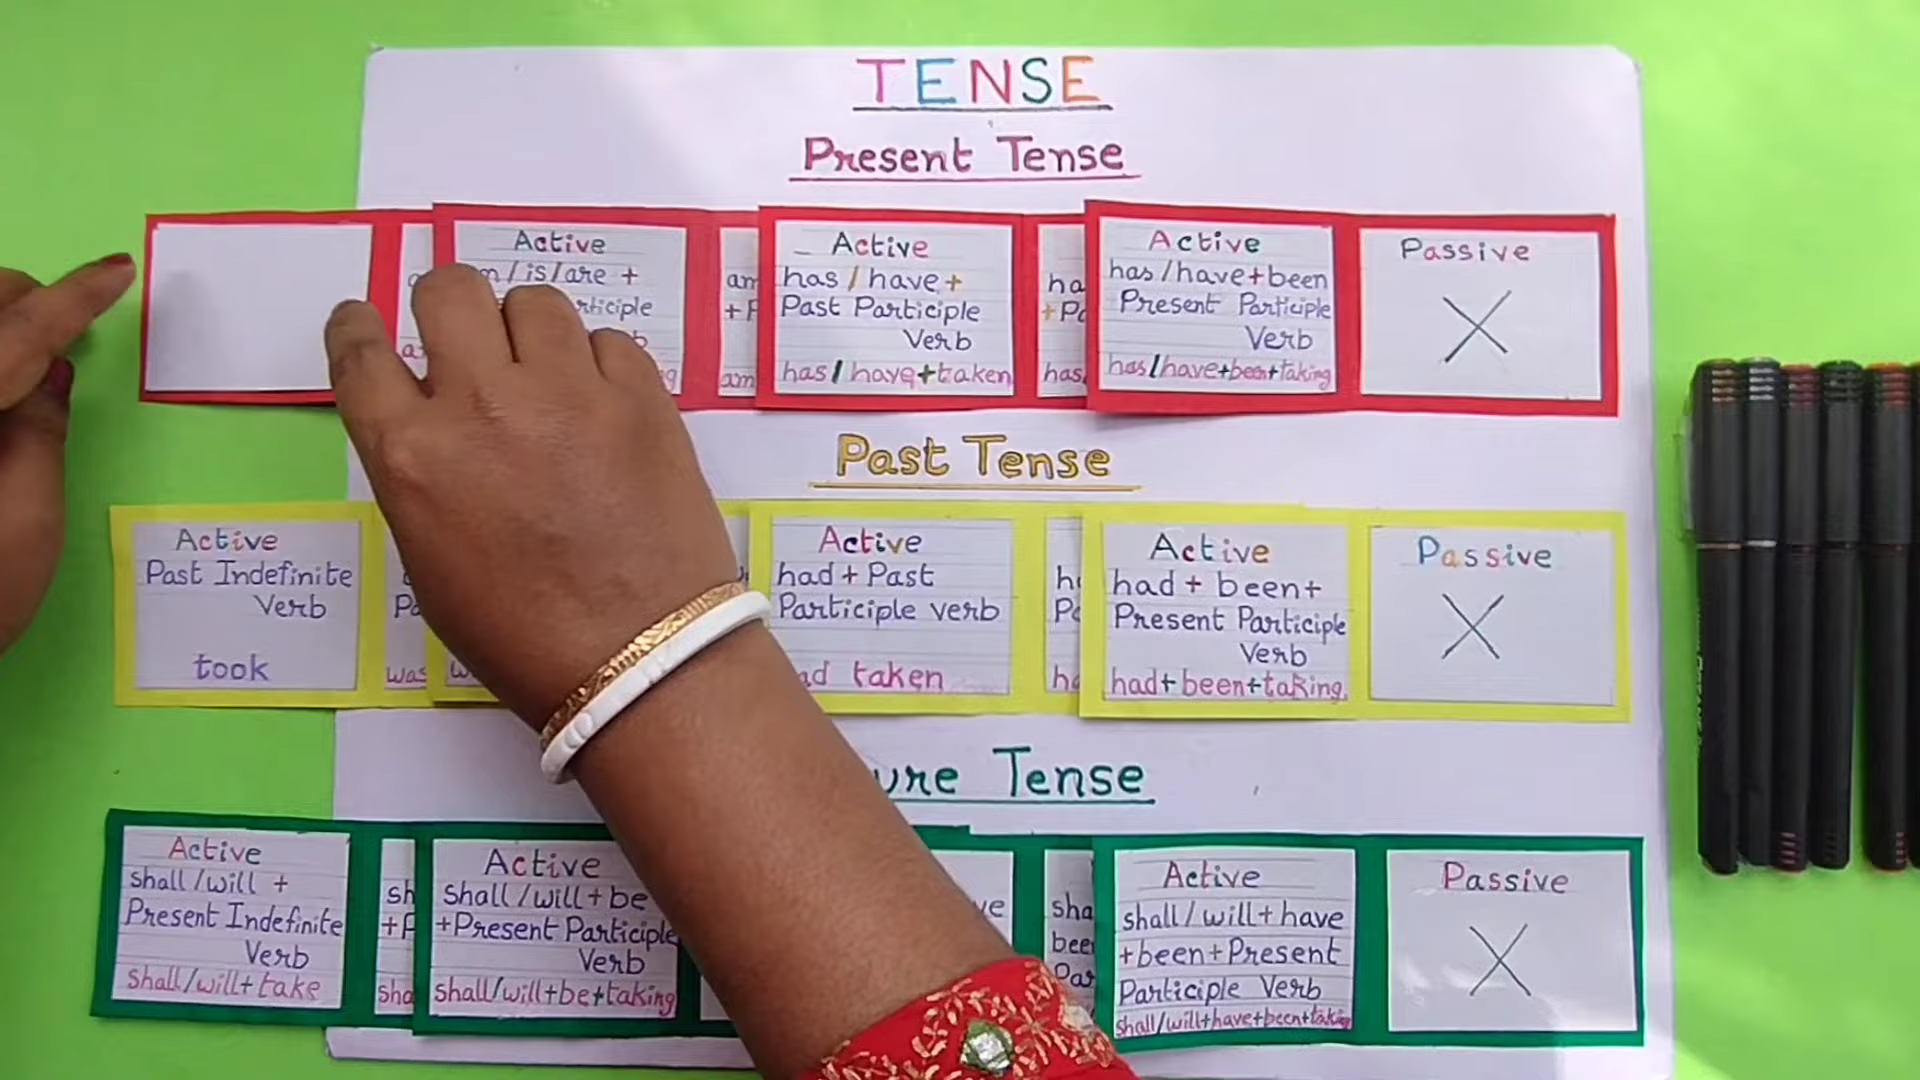 TENSE
Present Tense
Active
/is/are +
Active
has / have +
Past Participle
Verb
has / have + taken
Active
has / have + been
Present Participle
Verb
has / have + been + taking
Passive
Past Tense
Active
Past Indefinite
Verb
took
Active
had + Past
Participle verb
taken
Active
had + been +
Present Participle
Verb
had + been + taking
Passive
Tense
Active
shall / will +
Present Indefinite
Verb
shall/will + take
Active
shall / will + be
+ Present Participle
Verb
shall/will + be + taking
Active
shall / will + have
+ been + Present
Participle Verb
shall/will + have + been + taking
Passive